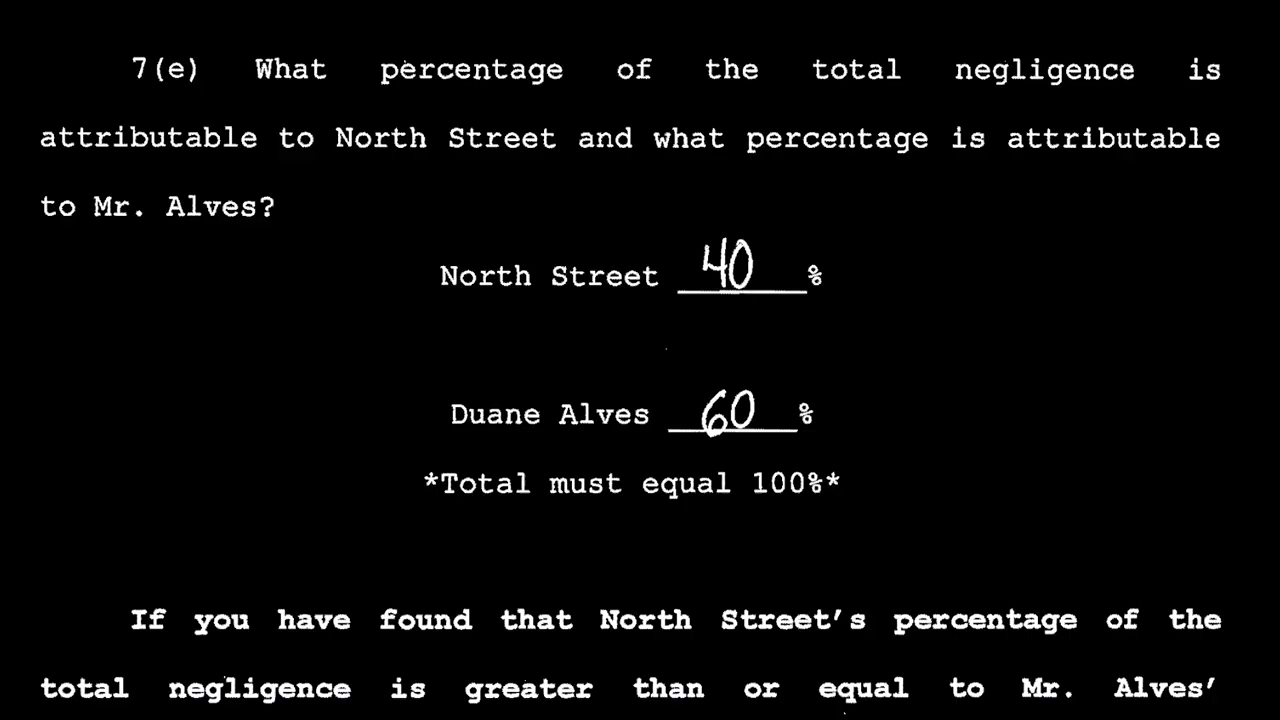 7(e) What percentage of the total negligence is
attributable to North Street and what percentage is attributable
to Mr. Alves?
North Street 40 %
Duane Alves 60 %
*Total must equal 100%*
If you have found that North Street's percentage of the
total negligence is greater than or equal to Mr. Alves'